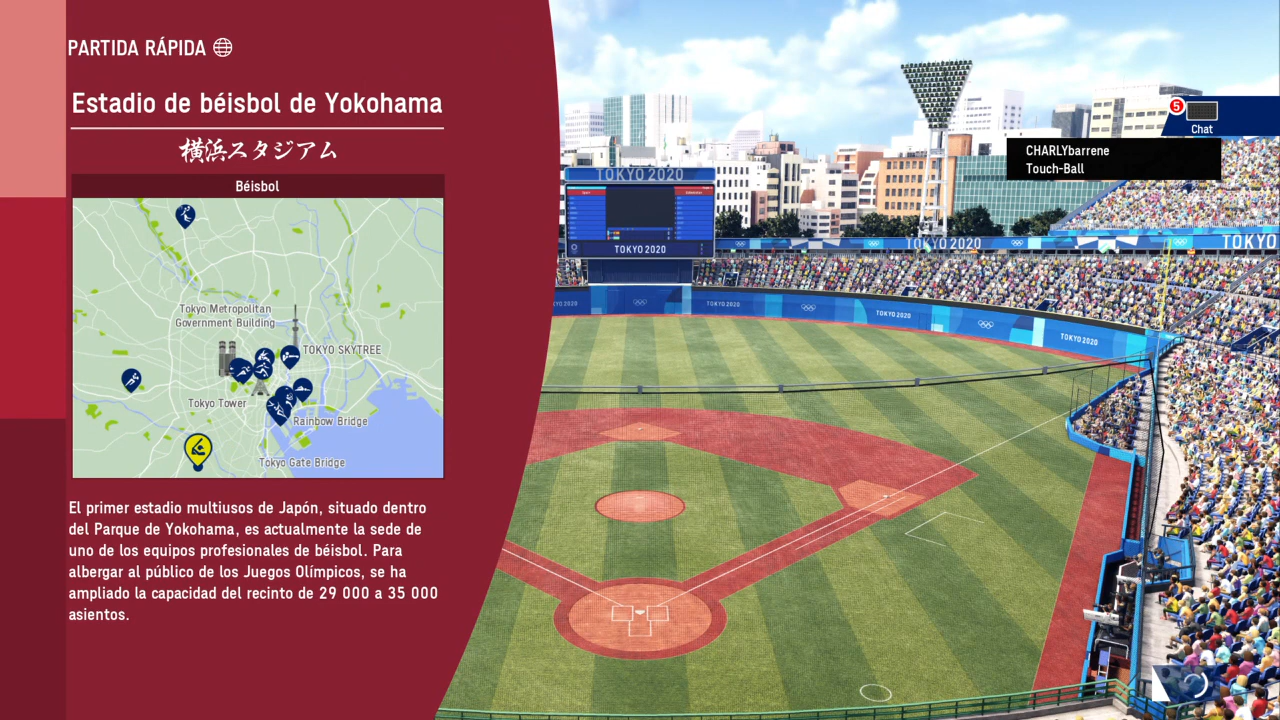 PARTIDA RÁPIDA
Estadio de béisbol de Yokohama
横浜スタジアム
Béisbol
Tokyo Metropolitan
Government Building
TOKYO SKYTREE
Tokyo Tower
Rainbow Bridge
Tokyo Gate Bridge
El primer estadio multiusos de Japón, situado dentro
del Parque de Yokohama, es actualmente la sede de
uno de los equipos profesionales de béisbol. Para
albergar al público de los Juegos Olímpicos, se ha
ampliado la capacidad del recinto de 29 000 a 35 000
asientos.
5
Chat
CHARLYbarrene
Touch-Ball
TOKYO 2020
TOKYO 2020
TOKYO 2020
TOKYO
TOKYO 2020
TOKYO 2020
TOKYO 2020
TOKYO 2020